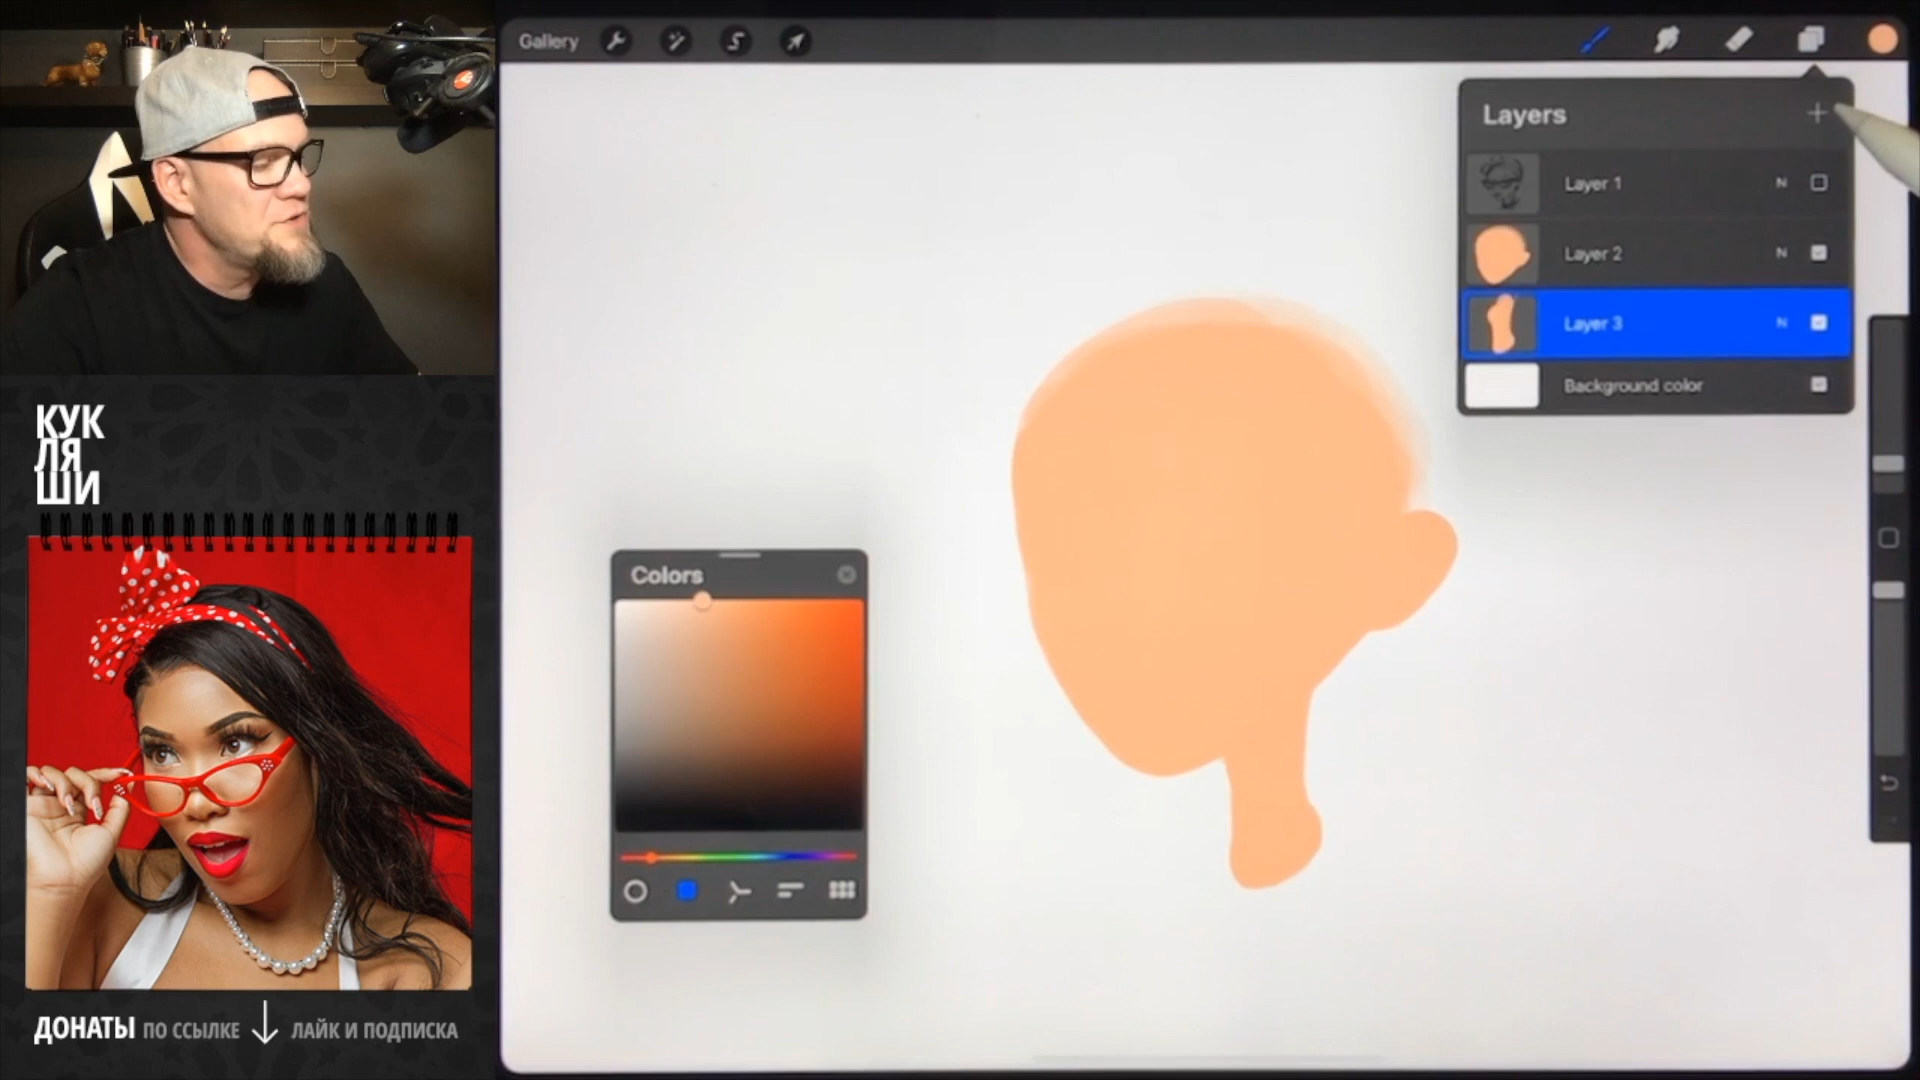 Gallery
Layers
Layer 1 N
Layer 2 N
Layer 3 N
Background color
Colors
КУК
ЛЯ
ШИ
ДОНАТЫ ПО ССЫЛКЕ ЛАЙК И ПОДПИСКА